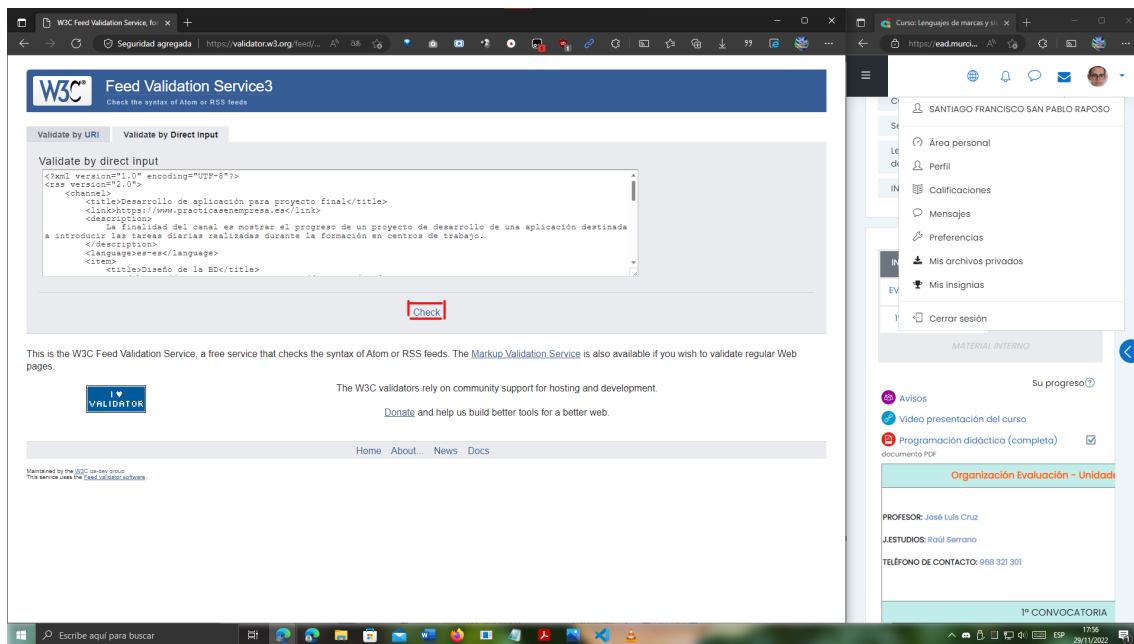 W3C Feed Validation Service, for
Seguridad agregada
https://validator.w3.org/feed/...
W3C®
Feed Validation Service3
Check the syntax of Atom or RSS feeds
Validate by URI
Validate by Direct Input
Validate by direct input
<?xml version="1.0" encoding="UTF-8"?>
<rss version="2.0">
<channel>
<title>Desarrollo de aplicación para proyecto final</title>
<link>https://www.practicasenempresa.es</link>
<description>
La finalidad del canal es mostrar el progreso de un proyecto de desarrollo de una aplicación destinada
a introducir las tareas diarias realizadas durante la formación en centros de trabajo.
</description>
<language>es-es</language>
<item>
<title>Diseño de la BD</title>
Check
This is the W3C Feed Validation Service, a free service that checks the syntax of Atom or RSS feeds. The Markup Validation Service is also available if you wish to validate regular Web
pages.
I ♥
VALIDATOR
The W3C validators rely on community support for hosting and development.
Donate and help us build better tools for a better web.
Home About... News Docs
Maintained by the W3C qa-dev group
This service uses the Feed validator software.
Curso: Lenguajes de marcas y sis
https://ead.murci...
SANTIAGO FRANCISCO SAN PABLO RAPOSO
Área personal
Perfil
Calificaciones
Mensajes
Preferencias
Mis archivos privados
Mis insignias
Cerrar sesión
MATERIAL INTERNO
Su progreso
Avisos
Video presentación del curso
Programación didáctica (completa)
documento PDF
Organización Evaluación - Unidade
PROFESOR: José Luis Cruz
J.ESTUDIOS: Raúl Serrano
TELÉFONO DE CONTACTO: 968 321 301
1ª CONVOCATORIA
Escribe aquí para buscar
ESP
17:56
29/11/2022